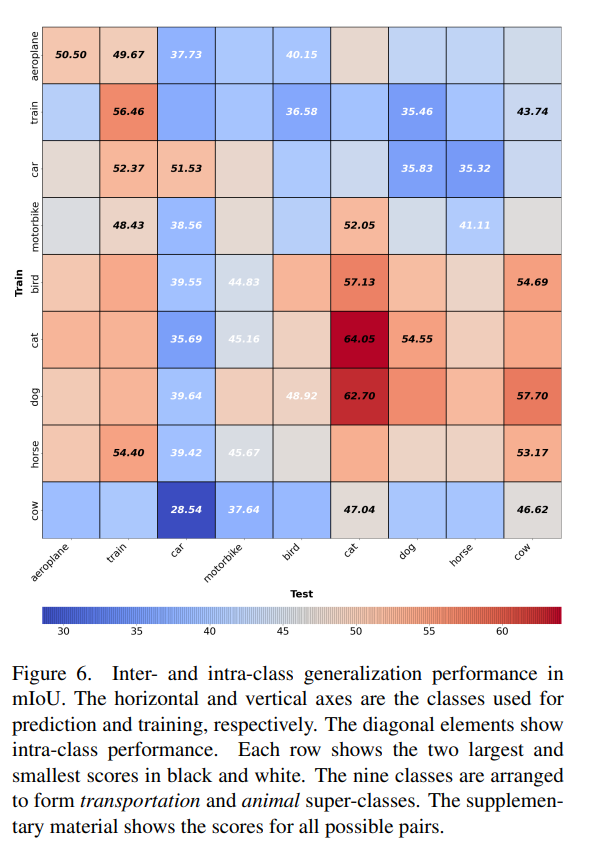 aeroplane 50.50 49.67 37.73 40.15
train 56.46 36.58 35.46 43.74
car 52.37 51.53 35.83 35.32
motorbike 48.43 38.56 52.05 41.11
Train
bird 39.55 44.83 57.13 54.69
cat 35.69 45.16 64.05 54.55
dog 39.64 48.92 62.70 57.70
horse 54.40 39.42 45.67 53.17
cow 28.54 37.64 47.04 46.62
aeroplane train car motorbike bird cat dog horse cow
Test
30 35 40 45 50 55 60
Figure 6. Inter- and intra-class generalization performance in
mIoU. The horizontal and vertical axes are the classes used for
prediction and training, respectively. The diagonal elements show
intra-class performance. Each row shows the two largest and
smallest scores in black and white. The nine classes are arranged
to form transportation and animal super-classes. The supplemen-
tary material shows the scores for all possible pairs.